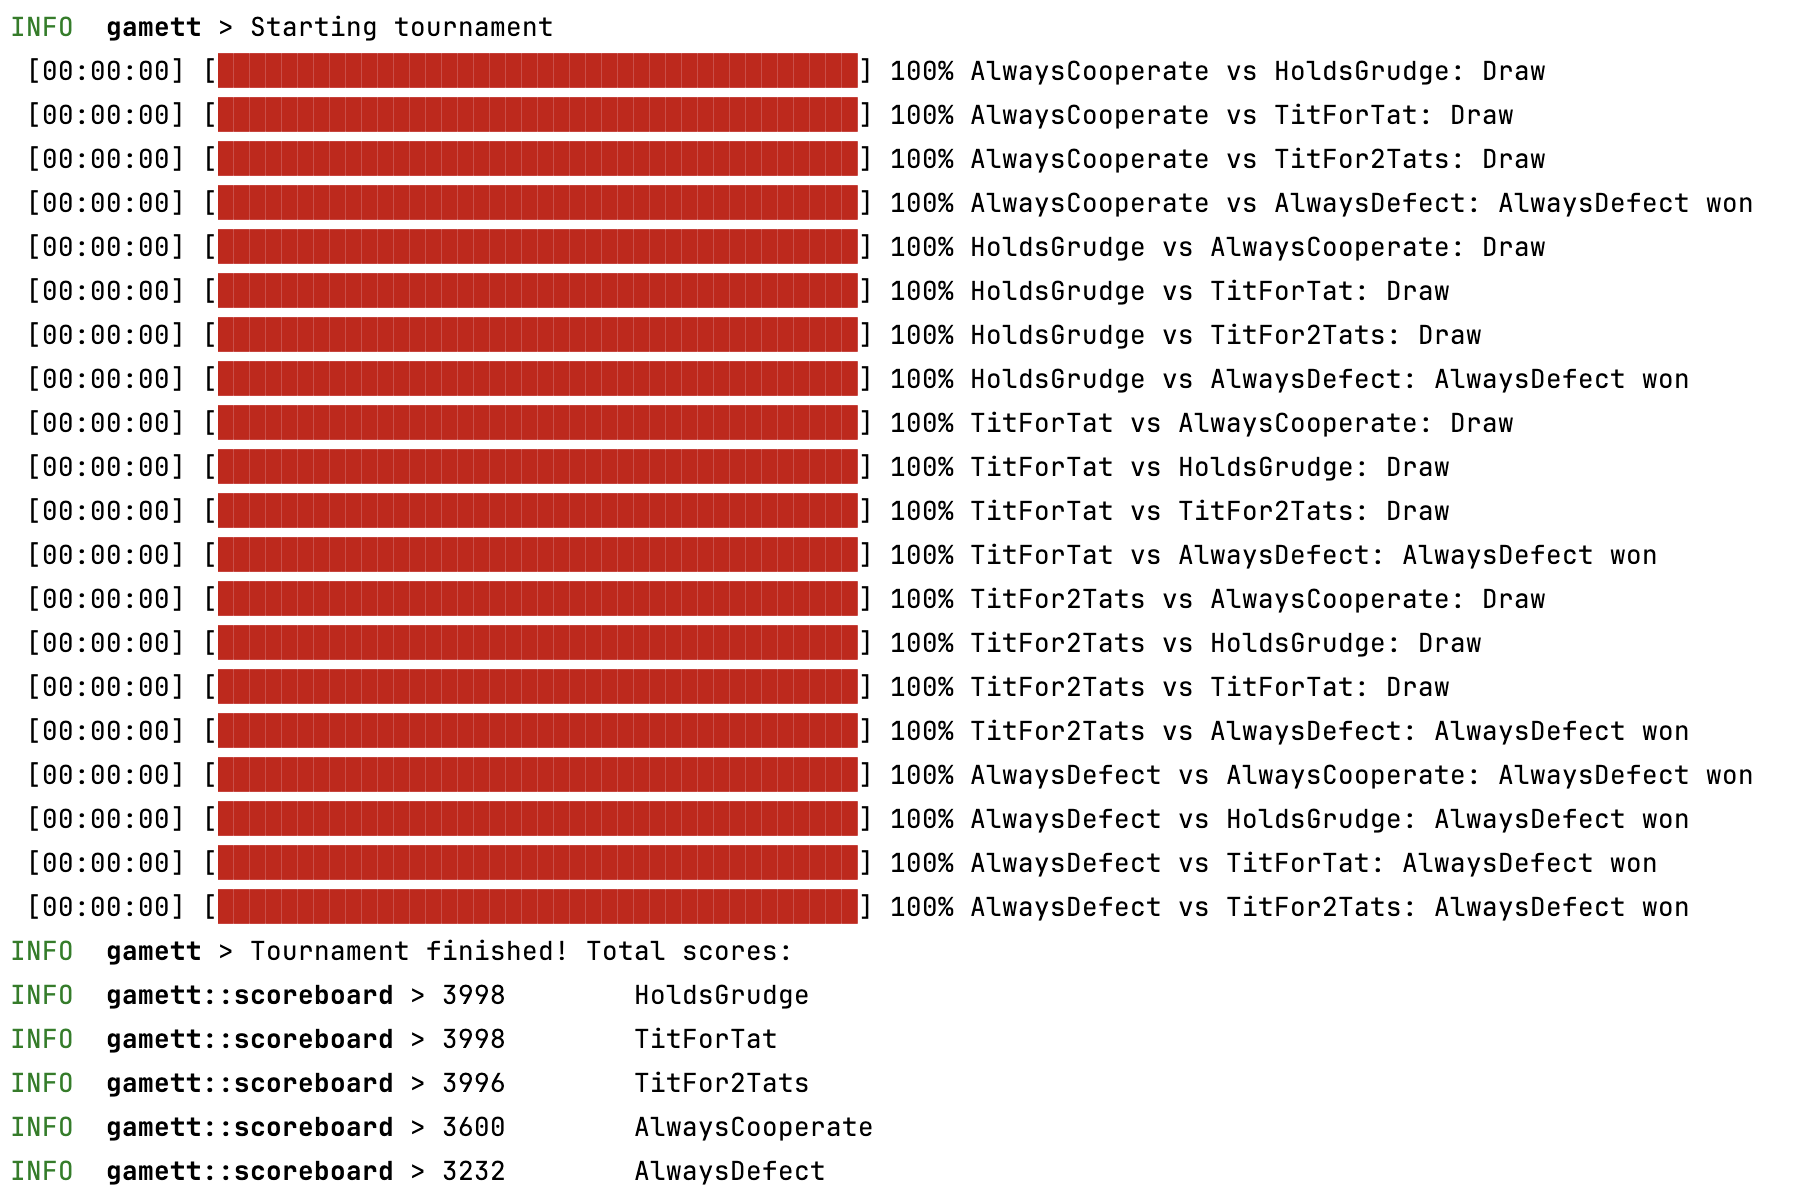 INFO  gamett > Starting tournament
[00:00:00] [████████████████████████████████████████] 100% AlwaysCooperate vs HoldsGrudge: Draw
[00:00:00] [████████████████████████████████████████] 100% AlwaysCooperate vs TitForTat: Draw
[00:00:00] [████████████████████████████████████████] 100% AlwaysCooperate vs TitFor2Tats: Draw
[00:00:00] [████████████████████████████████████████] 100% AlwaysCooperate vs AlwaysDefect: AlwaysDefect won
[00:00:00] [████████████████████████████████████████] 100% HoldsGrudge vs AlwaysCooperate: Draw
[00:00:00] [████████████████████████████████████████] 100% HoldsGrudge vs TitForTat: Draw
[00:00:00] [████████████████████████████████████████] 100% HoldsGrudge vs TitFor2Tats: Draw
[00:00:00] [████████████████████████████████████████] 100% HoldsGrudge vs AlwaysDefect: AlwaysDefect won
[00:00:00] [████████████████████████████████████████] 100% TitForTat vs AlwaysCooperate: Draw
[00:00:00] [████████████████████████████████████████] 100% TitForTat vs HoldsGrudge: Draw
[00:00:00] [████████████████████████████████████████] 100% TitForTat vs TitFor2Tats: Draw
[00:00:00] [████████████████████████████████████████] 100% TitForTat vs AlwaysDefect: AlwaysDefect won
[00:00:00] [████████████████████████████████████████] 100% TitFor2Tats vs AlwaysCooperate: Draw
[00:00:00] [████████████████████████████████████████] 100% TitFor2Tats vs HoldsGrudge: Draw
[00:00:00] [████████████████████████████████████████] 100% TitFor2Tats vs TitForTat: Draw
[00:00:00] [████████████████████████████████████████] 100% TitFor2Tats vs AlwaysDefect: AlwaysDefect won
[00:00:00] [████████████████████████████████████████] 100% AlwaysDefect vs AlwaysCooperate: AlwaysDefect won
[00:00:00] [████████████████████████████████████████] 100% AlwaysDefect vs HoldsGrudge: AlwaysDefect won
[00:00:00] [████████████████████████████████████████] 100% AlwaysDefect vs TitForTat: AlwaysDefect won
[00:00:00] [████████████████████████████████████████] 100% AlwaysDefect vs TitFor2Tats: AlwaysDefect won
INFO  gamett > Tournament finished! Total scores:
INFO  gamett::scoreboard > 3998        HoldsGrudge
INFO  gamett::scoreboard > 3998        TitForTat
INFO  gamett::scoreboard > 3996        TitFor2Tats
INFO  gamett::scoreboard > 3600        AlwaysCooperate
INFO  gamett::scoreboard > 3232        AlwaysDefect